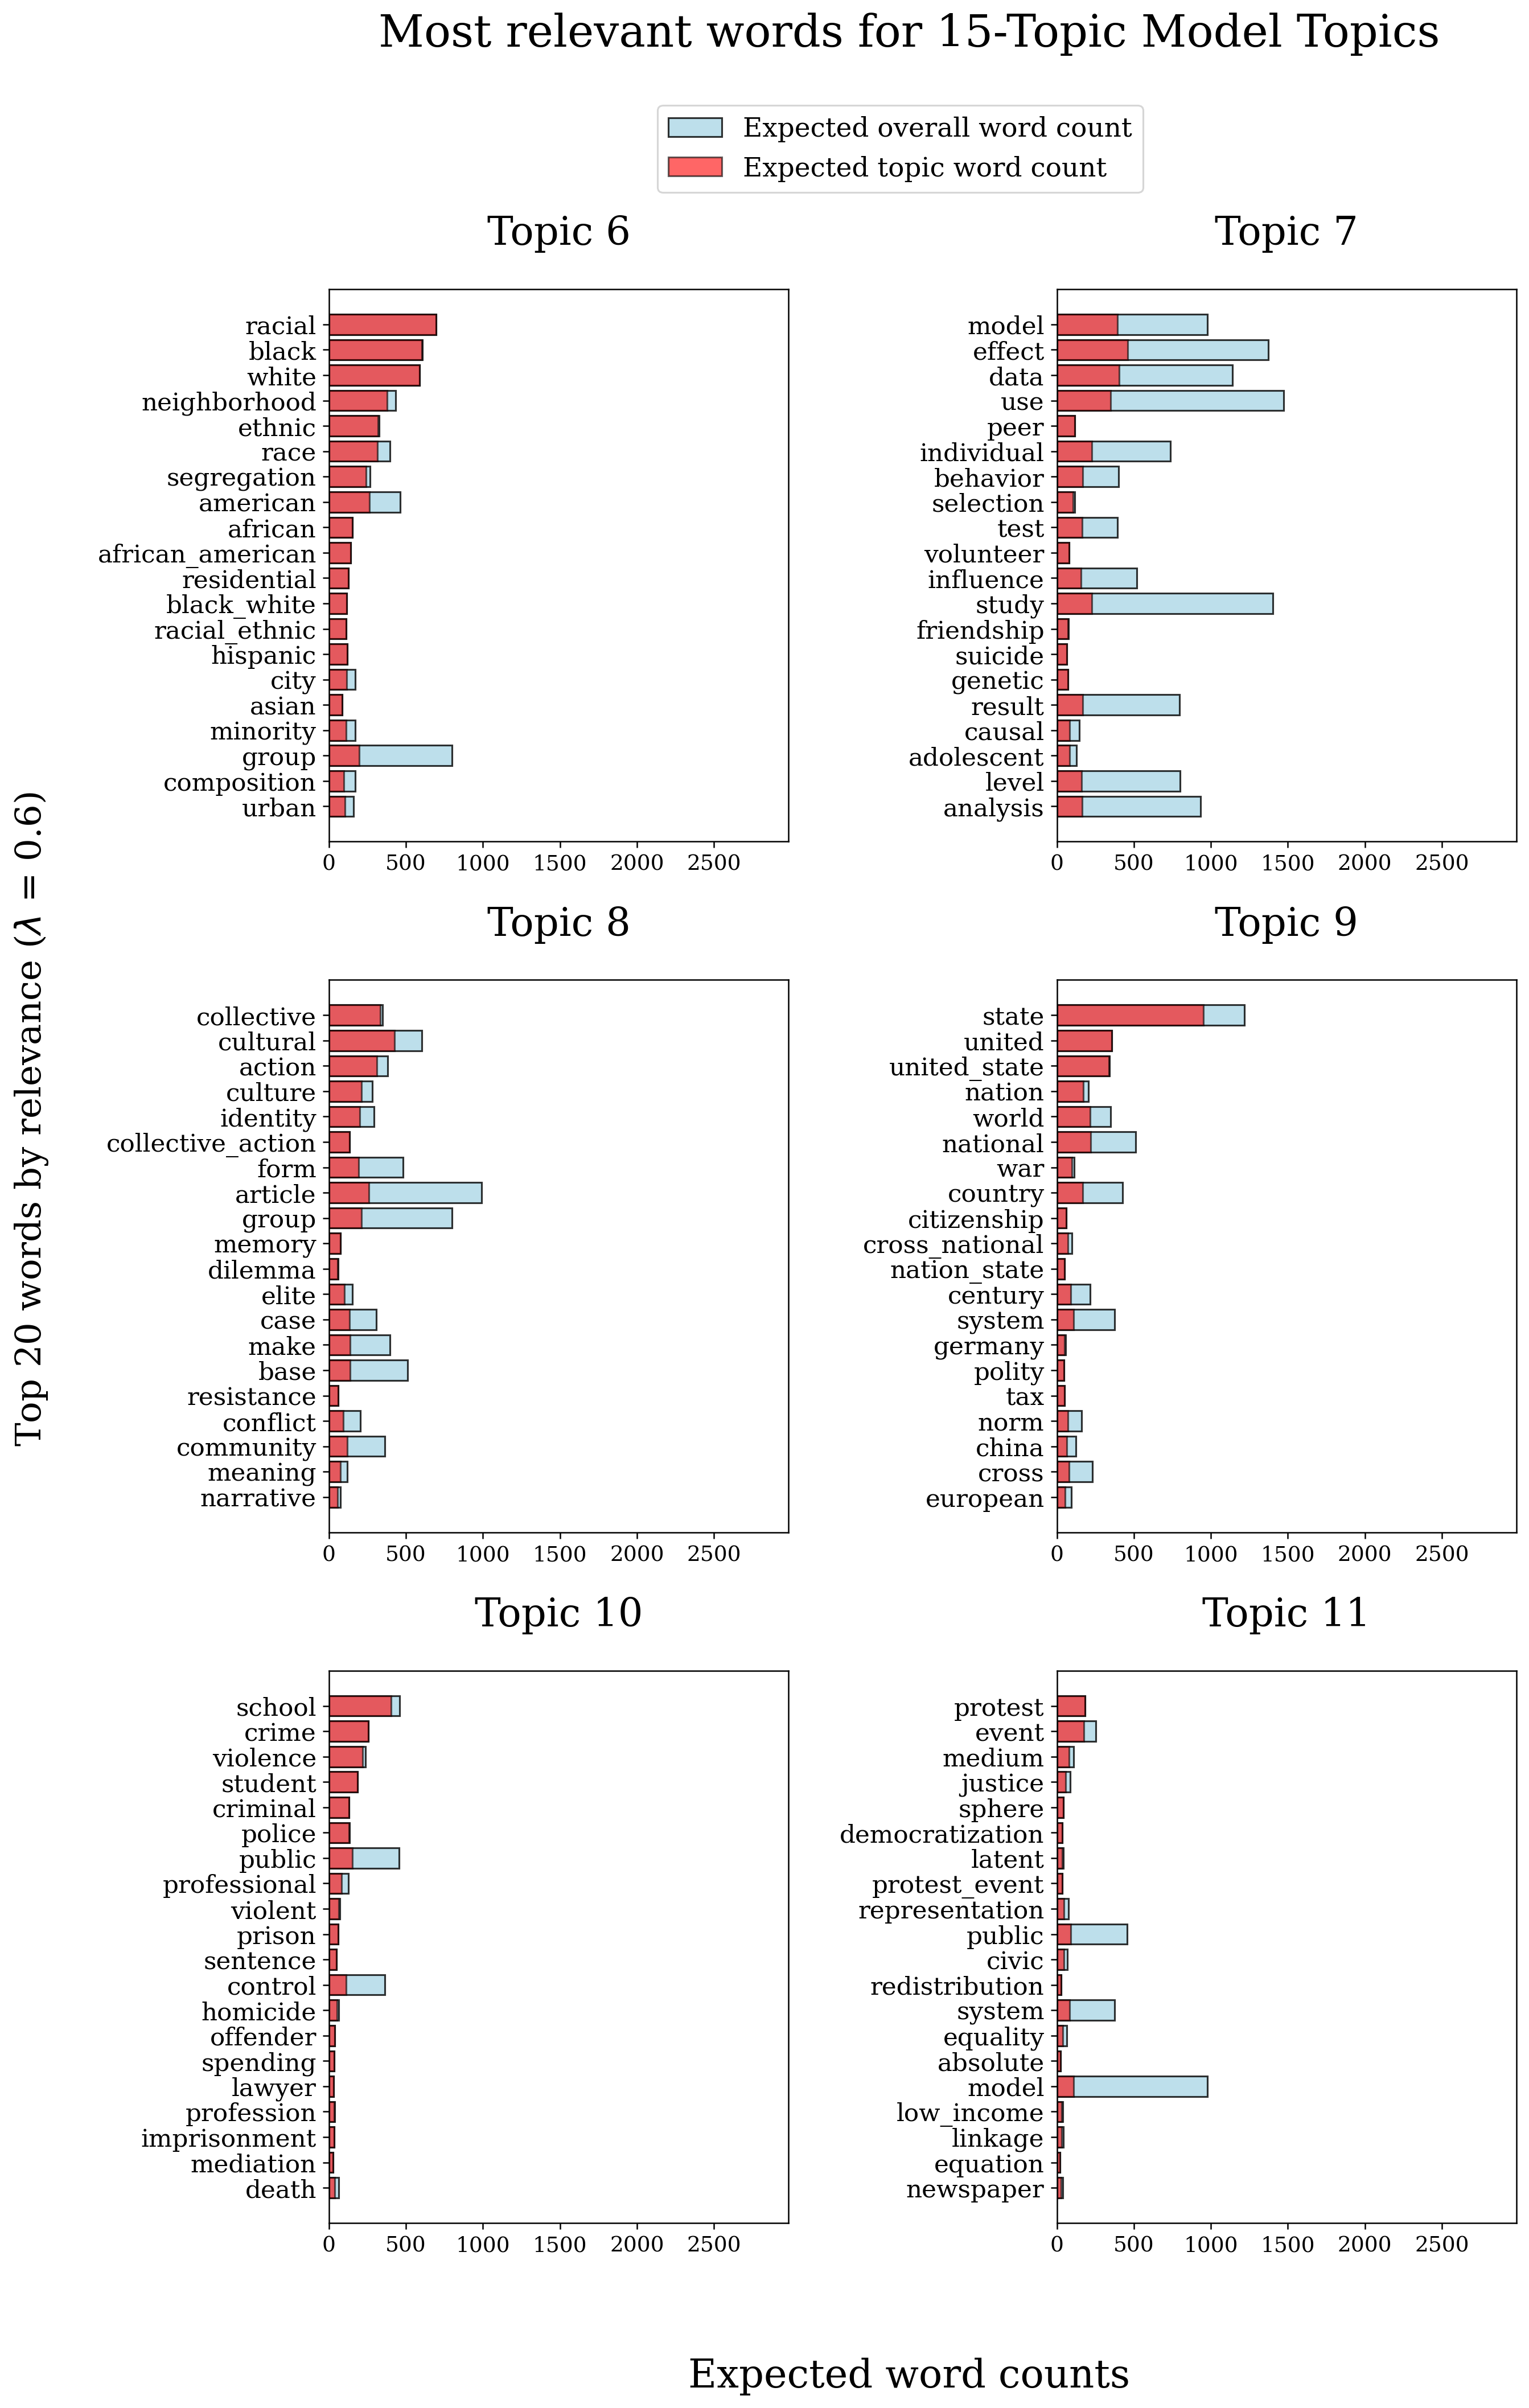 Most relevant words for 15-Topic Model Topics
Expected overall word count
Expected topic word count
Top 20 words by relevance (λ = 0.6)
Topic 6
racial
black
white
neighborhood
ethnic
race
segregation
american
african
african_american
residential
black_white
racial_ethnic
hispanic
city
asian
minority
group
composition
urban
0 500 1000 1500 2000 2500
Topic 7
model
effect
data
use
peer
individual
behavior
selection
test
volunteer
influence
study
friendship
suicide
genetic
result
causal
adolescent
level
analysis
0 500 1000 1500 2000 2500
Topic 8
collective
cultural
action
culture
identity
collective_action
form
article
group
memory
dilemma
elite
case
make
base
resistance
conflict
community
meaning
narrative
0 500 1000 1500 2000 2500
Topic 9
state
united
united_state
nation
world
national
war
country
citizenship
cross_national
nation_state
century
system
germany
polity
tax
norm
china
cross
european
0 500 1000 1500 2000 2500
Topic 10
school
crime
violence
student
criminal
police
public
professional
violent
prison
sentence
control
homicide
offender
spending
lawyer
profession
imprisonment
mediation
death
0 500 1000 1500 2000 2500
Topic 11
protest
event
medium
justice
sphere
democratization
latent
protest_event
representation
public
civic
redistribution
system
equality
absolute
model
low_income
linkage
equation
newspaper
0 500 1000 1500 2000 2500
Expected word counts